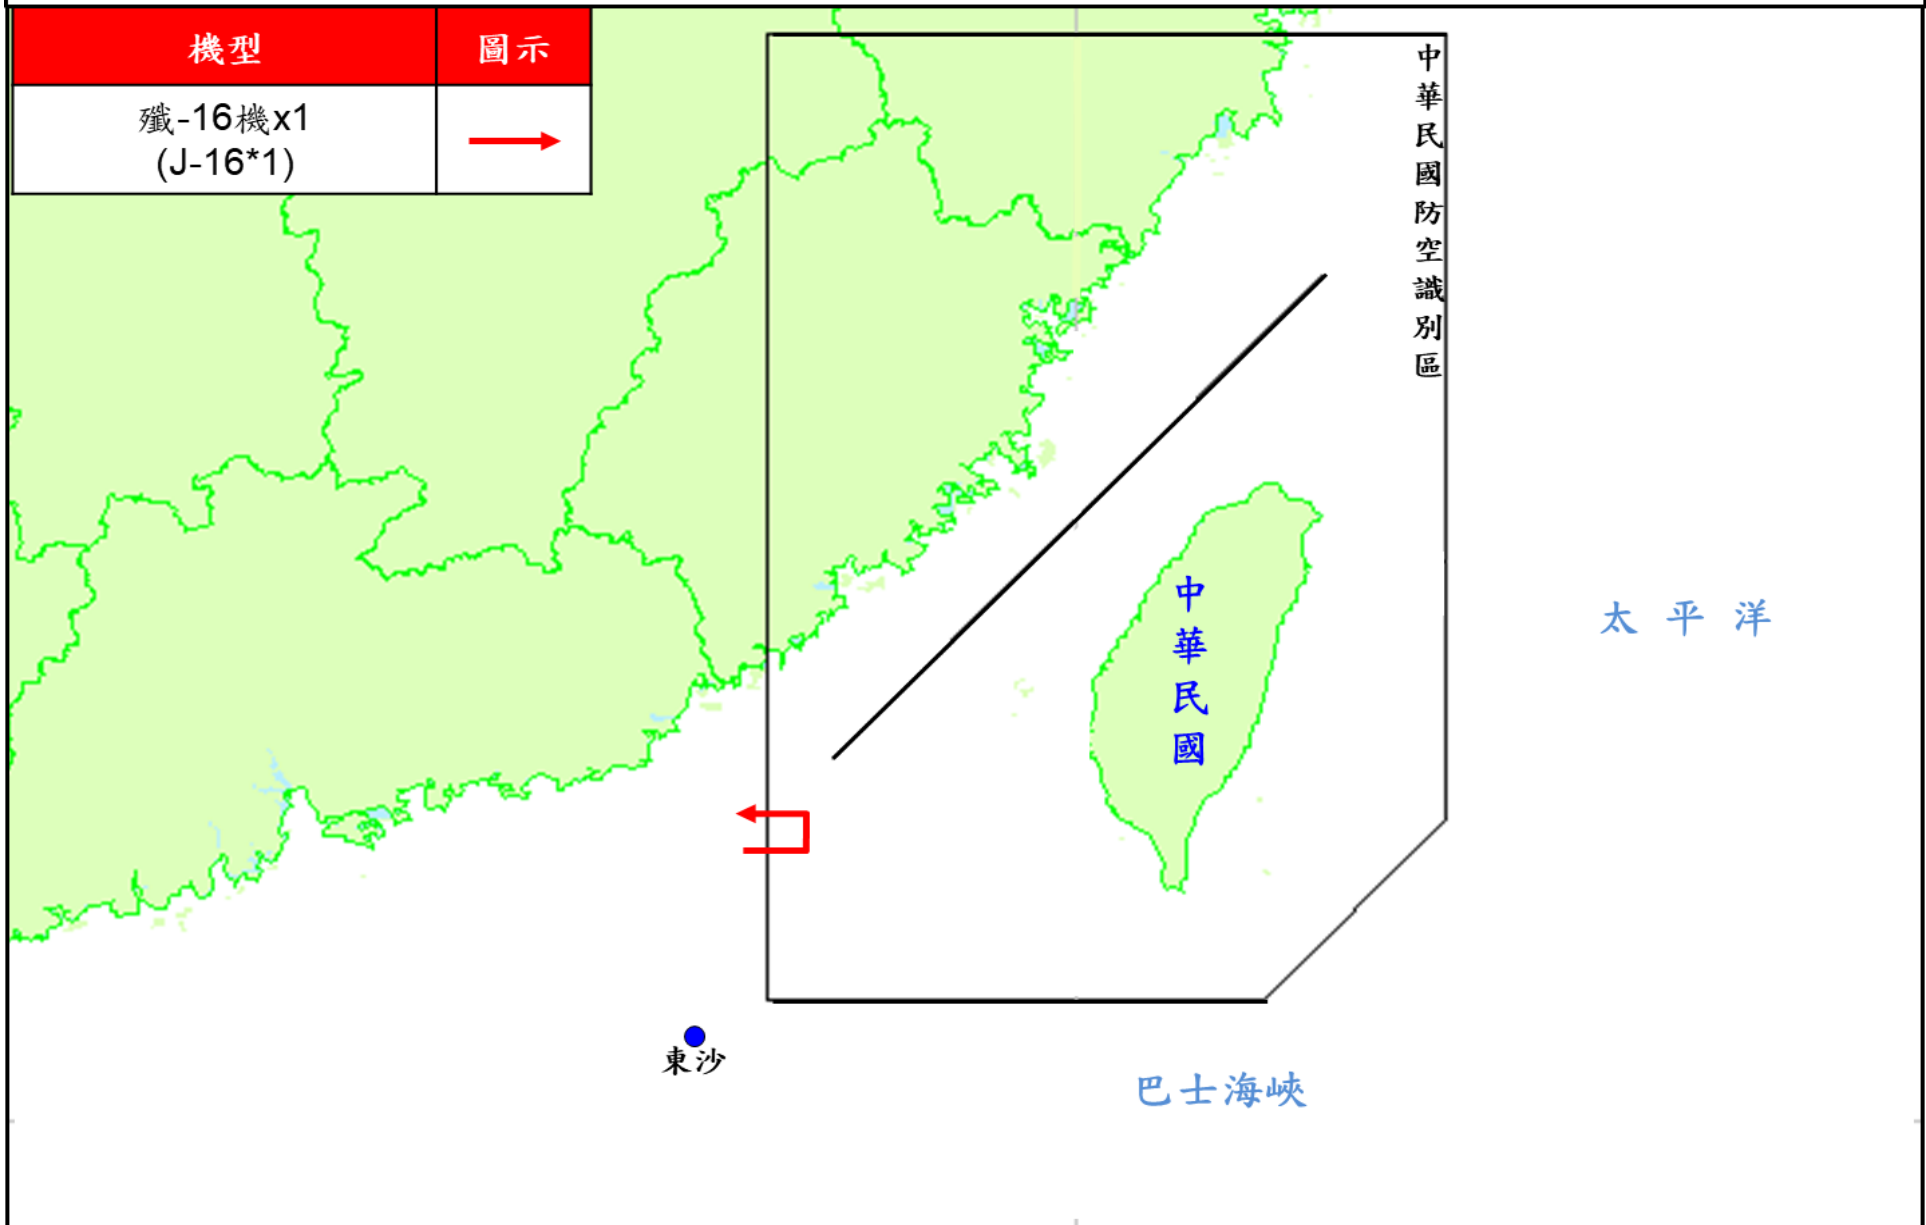 機型
圖示
殲-16機x1
(J-16*1)
中華民國防空識別區
中華民國
太平洋
東沙
巴士海峽